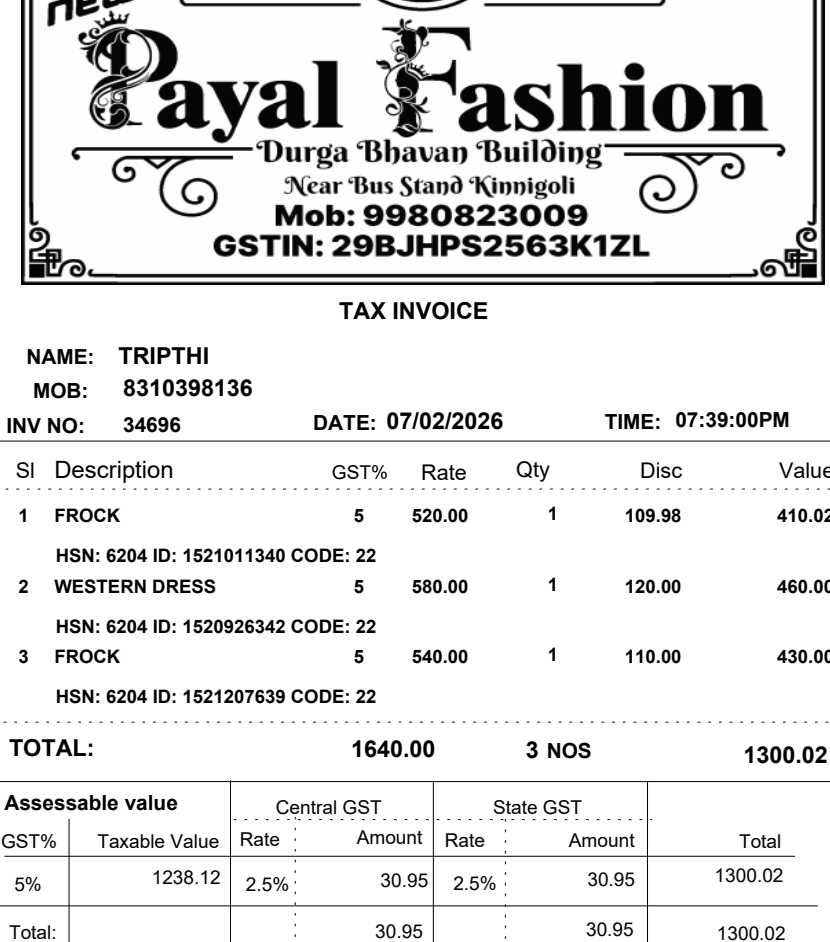 new
Payal Fashion
Durga Bhavan Building
Near Bus Stand Kinnigoli
Mob: 9980823009
GSTIN: 29BJHPS2563K1ZL
TAX INVOICE
NAME: TRIPTHI
MOB: 8310398136
INV NO: 34696 DATE: 07/02/2026 TIME: 07:39:00PM
Sl Description GST% Rate Qty Disc Value
1 FROCK 5 520.00 1 109.98 410.02
HSN: 6204 ID: 1521011340 CODE: 22
2 WESTERN DRESS 5 580.00 1 120.00 460.00
HSN: 6204 ID: 1520926342 CODE: 22
3 FROCK 5 540.00 1 110.00 430.00
HSN: 6204 ID: 1521207639 CODE: 22
TOTAL: 1640.00 3 NOS 1300.02
Assessable value Central GST State GST
GST% Taxable Value Rate Amount Rate Amount Total
5% 1238.12 2.5% 30.95 2.5% 30.95 1300.02
Total: 30.95 30.95 1300.02